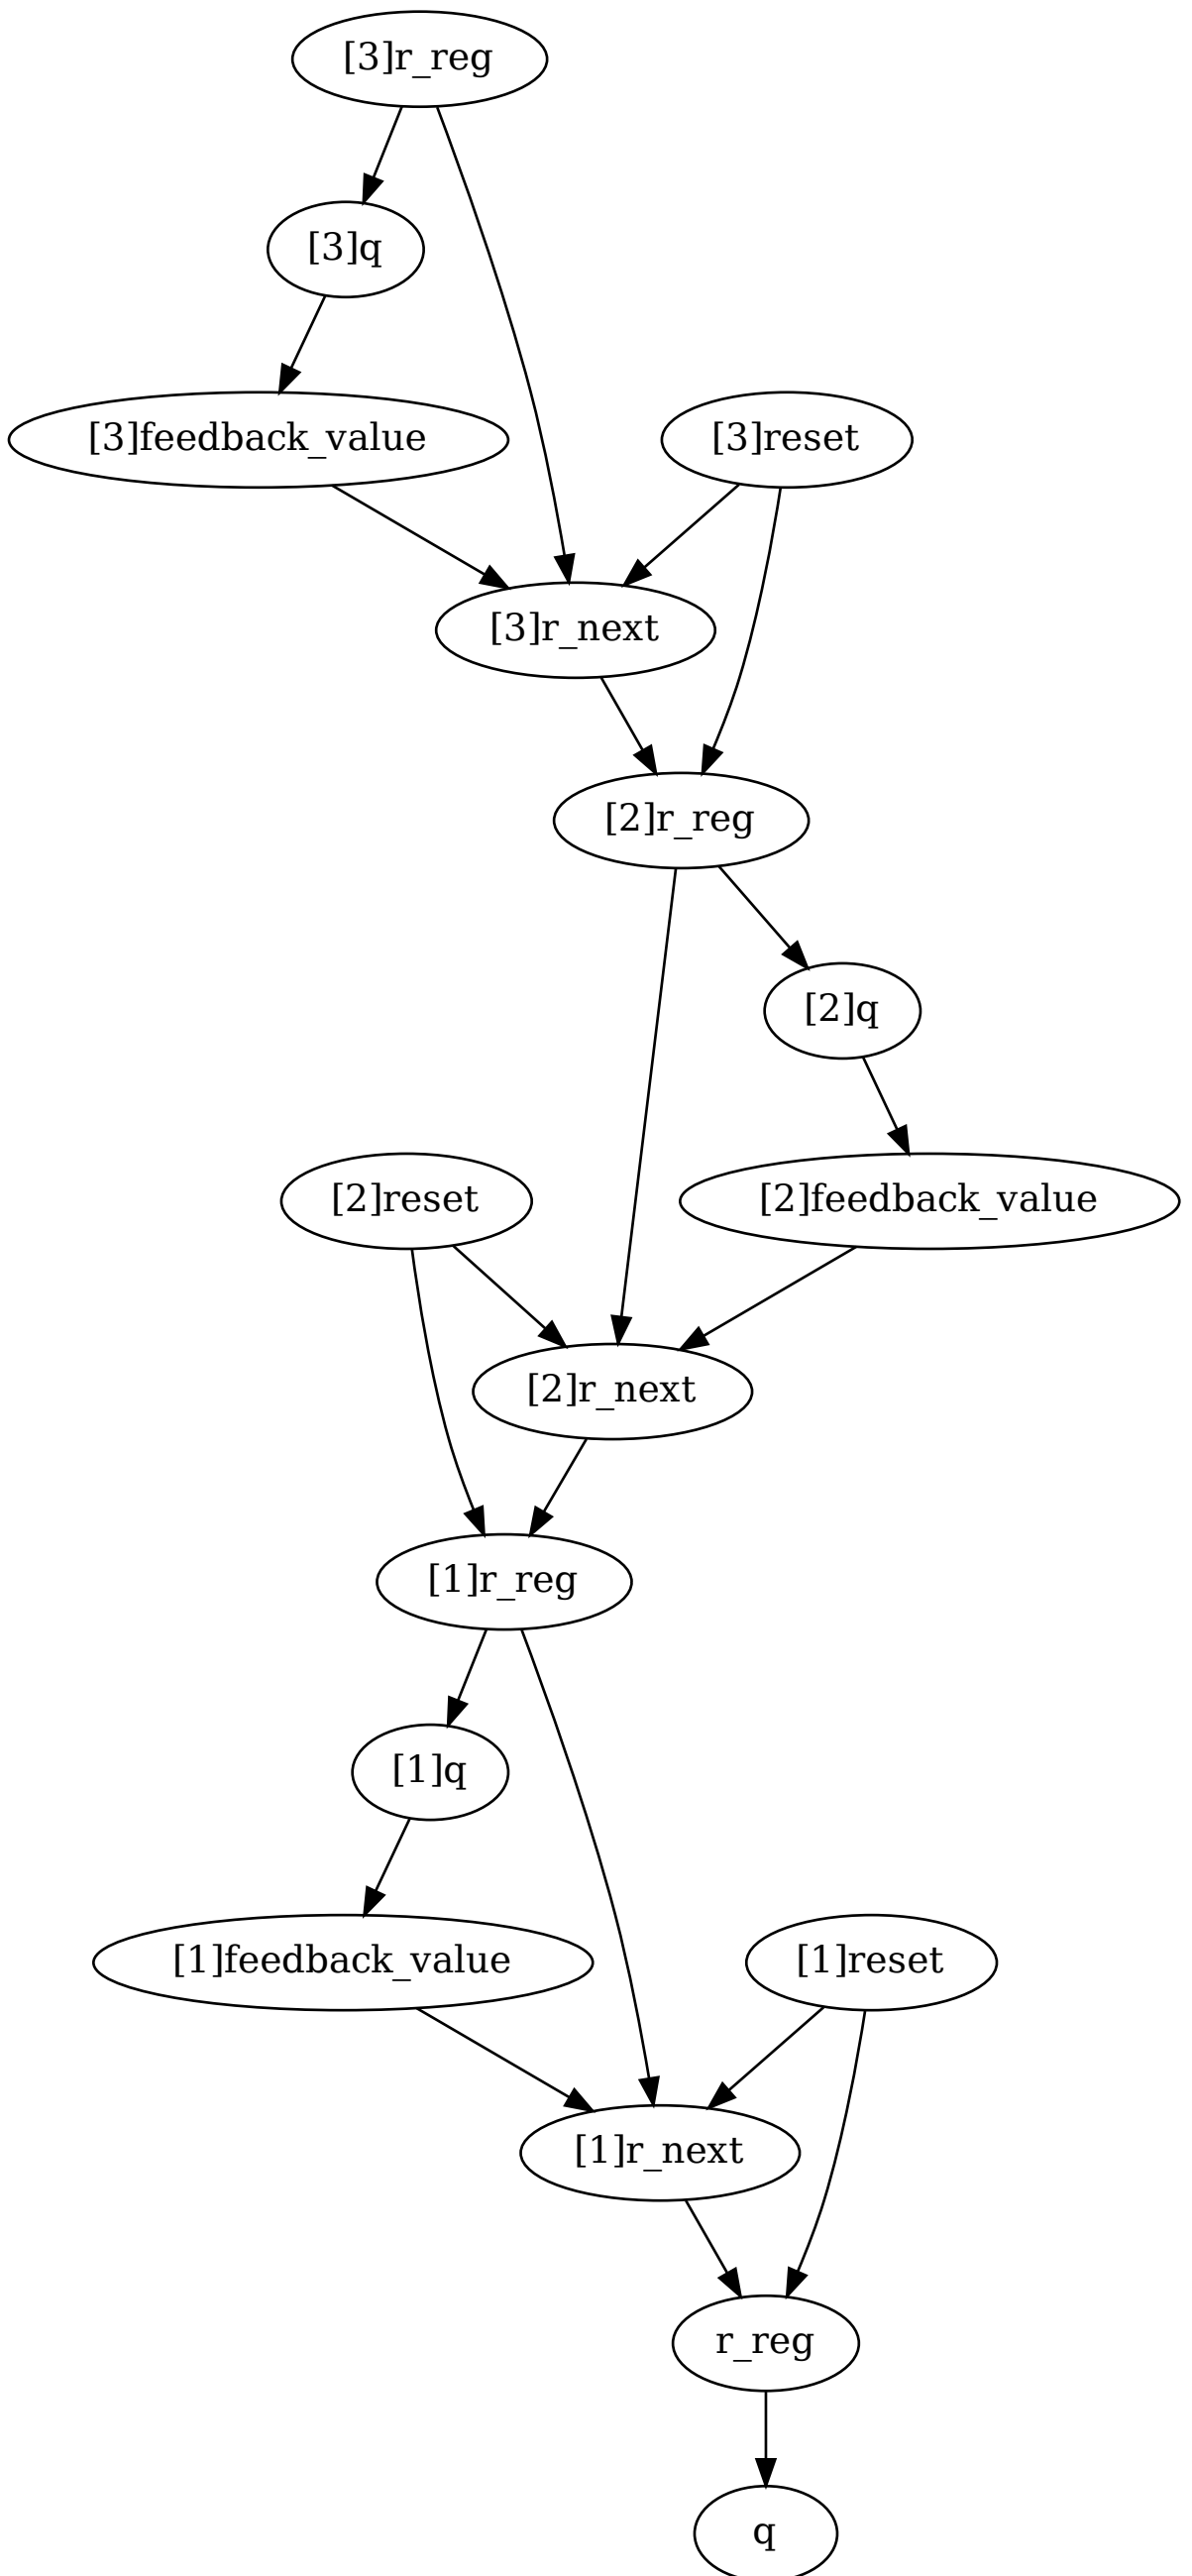 [3]r_reg
[3]q
[3]feedback_value
[3]reset
[3]r_next
[2]r_reg
[2]q
[2]reset
[2]feedback_value
[2]r_next
[1]r_reg
[1]q
[1]feedback_value
[1]reset
[1]r_next
r_reg
q